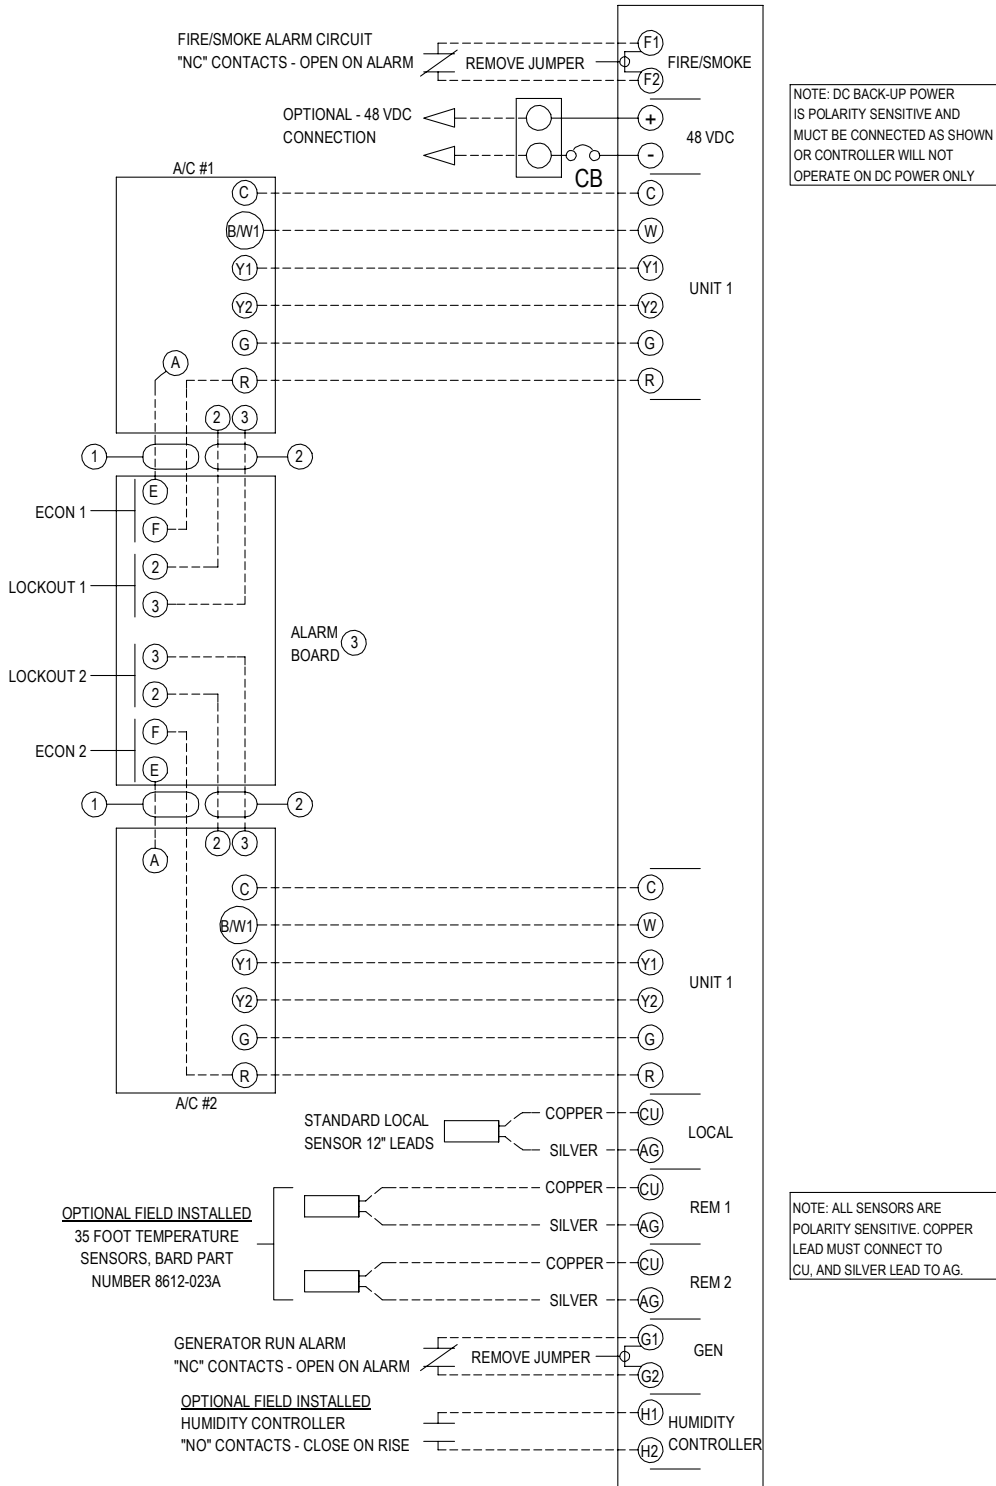 FIRE/SMOKE ALARM CIRCUIT
"NC" CONTACTS - OPEN ON ALARM
REMOVE JUMPER
F1
F2
FIRE/SMOKE
OPTIONAL - 48 VDC
CONNECTION
CB
+
-
48 VDC
NOTE: DC BACK-UP POWER
IS POLARITY SENSITIVE AND
MUCT BE CONNECTED AS SHOWN
OR CONTROLLER WILL NOT
OPERATE ON DC POWER ONLY
A/C #1
C
B/W1
Y1
Y2
G
R
A
2
3
C
W
Y1
Y2
G
R
UNIT 1
1
2
ECON 1
E
F
LOCKOUT 1
2
3
ALARM
BOARD
3
LOCKOUT 2
3
2
ECON 2
F
E
1
2
2
3
A
C
B/W1
Y1
Y2
G
R
A/C #2
C
W
Y1
Y2
G
R
UNIT 1
STANDARD LOCAL
SENSOR 12" LEADS
COPPER
SILVER
CU
AG
LOCAL
OPTIONAL FIELD INSTALLED
35 FOOT TEMPERATURE
SENSORS, BARD PART
NUMBER 8612-023A
COPPER
SILVER
CU
AG
REM 1
COPPER
SILVER
CU
AG
REM 2
NOTE: ALL SENSORS ARE
POLARITY SENSITIVE. COPPER
LEAD MUST CONNECT TO
CU, AND SILVER LEAD TO AG.
GENERATOR RUN ALARM
"NC" CONTACTS - OPEN ON ALARM
REMOVE JUMPER
G1
G2
GEN
OPTIONAL FIELD INSTALLED
HUMIDITY CONTROLLER
"NO" CONTACTS - CLOSE ON RISE
H1
H2
HUMIDITY
CONTROLLER